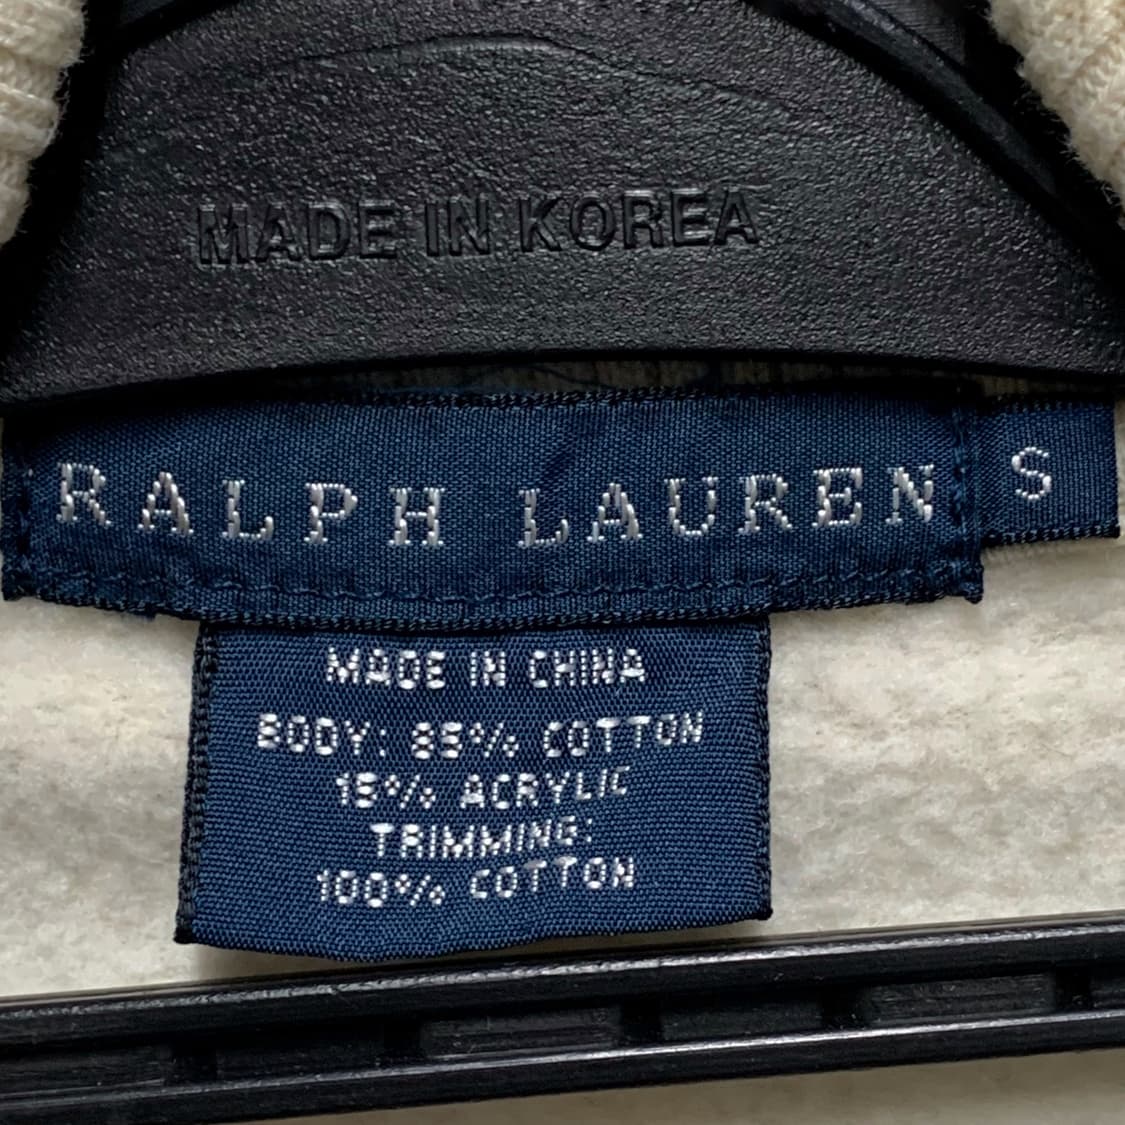 MADE IN KOREA
RALPH LAUREN S
MADE IN CHINA
BODY: 85% COTTON
15% ACRYLIC
TRIMMING:
100% COTTON